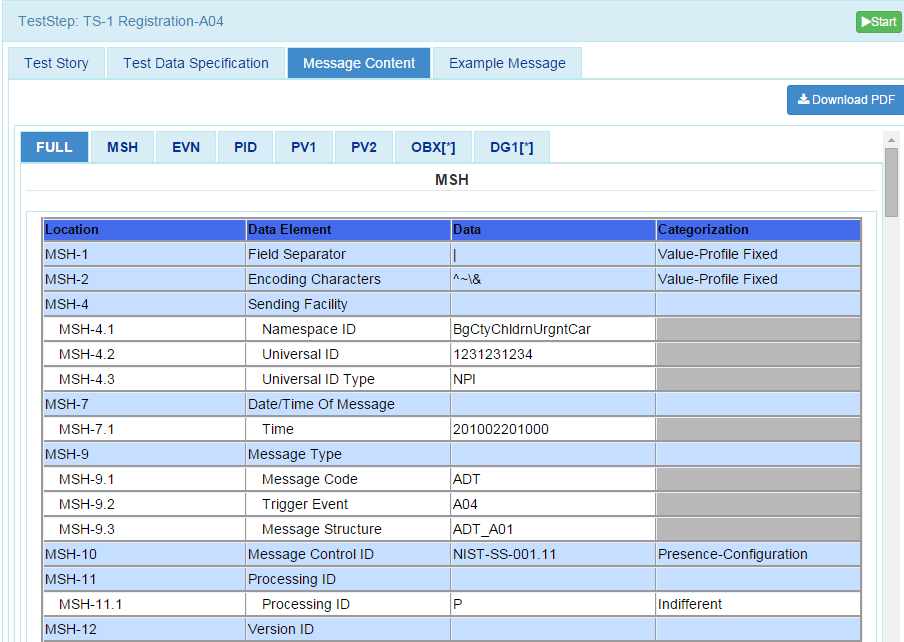 TestStep: TS-1 Registration-A04
Start
Test Story Test Data Specification Message Content Example Message
Download PDF
FULL MSH EVN PID PV1 PV2 OBX[*] DG1[*]
MSH
Location Data Element Data Categorization
MSH-1 Field Separator | Value-Profile Fixed
MSH-2 Encoding Characters ^~\& Value-Profile Fixed
MSH-4 Sending Facility
MSH-4.1 Namespace ID BgCtyChldrnUrgntCar
MSH-4.2 Universal ID 1231231234
MSH-4.3 Universal ID Type NPI
MSH-7 Date/Time Of Message
MSH-7.1 Time 201002201000
MSH-9 Message Type
MSH-9.1 Message Code ADT
MSH-9.2 Trigger Event A04
MSH-9.3 Message Structure ADT_A01
MSH-10 Message Control ID NIST-SS-001.11 Presence-Configuration
MSH-11 Processing ID
MSH-11.1 Processing ID P Indifferent
MSH-12 Version ID